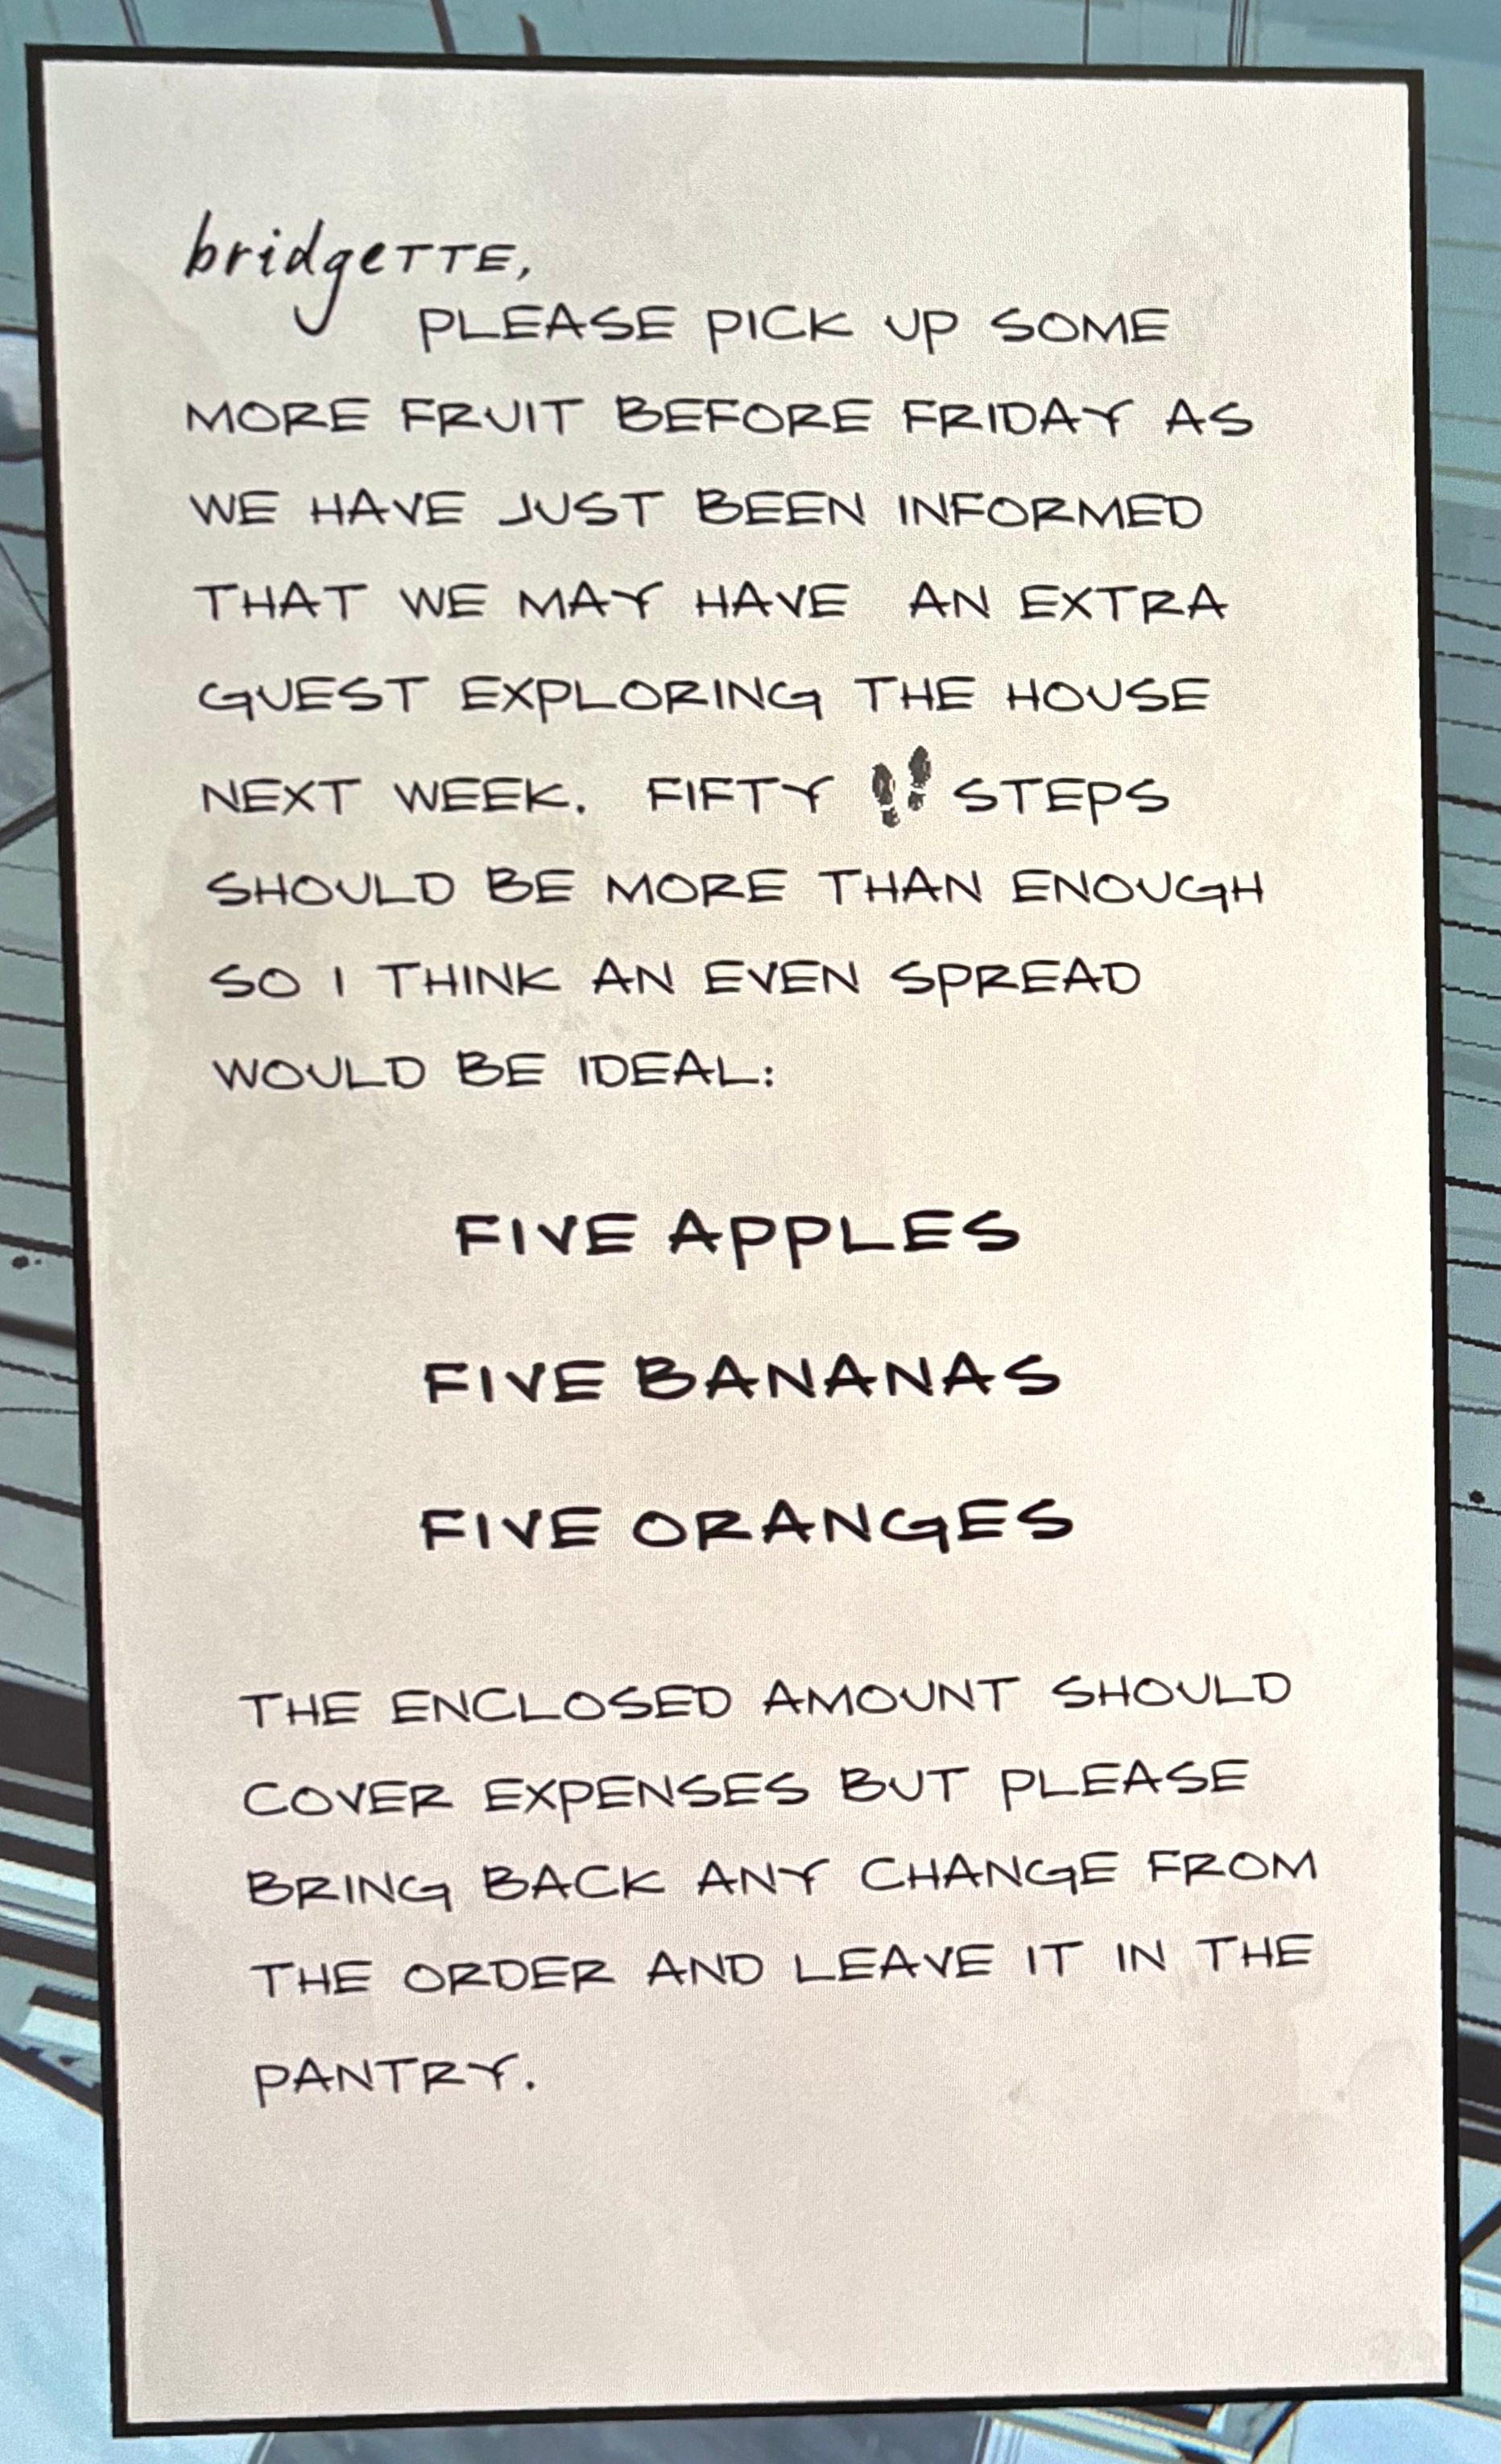 bridgeTTE,
PLEASE PICK UP SOME
MORE FRUIT BEFORE FRIDAY AS
WE HAVE JUST BEEN INFORMED
THAT WE MAY HAVE AN EXTRA
GUEST EXPLORING THE HOUSE
NEXT WEEK. FIFTY STEPS
SHOULD BE MORE THAN ENOUGH
SO I THINK AN EVEN SPREAD
WOULD BE IDEAL:
FIVE APPLES
FIVE BANANAS
FIVE ORANGES
THE ENCLOSED AMOUNT SHOULD
COVER EXPENSES BUT PLEASE
BRING BACK ANY CHANGE FROM
THE ORDER AND LEAVE IT IN THE
PANTRY.